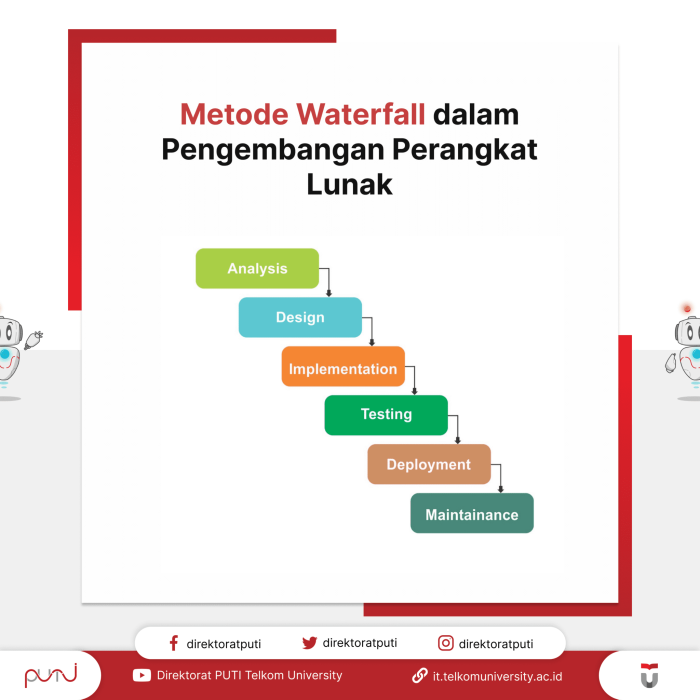 Metode Waterfall dalam
Pengembangan Perangkat
Lunak
Analysis
Design
Implementation
Testing
Deployment
Maintainance
direktoratputi
direktoratputi
direktoratputi
PUTI
Direktorat PUTI Telkom University
it.telkomuniversity.ac.id